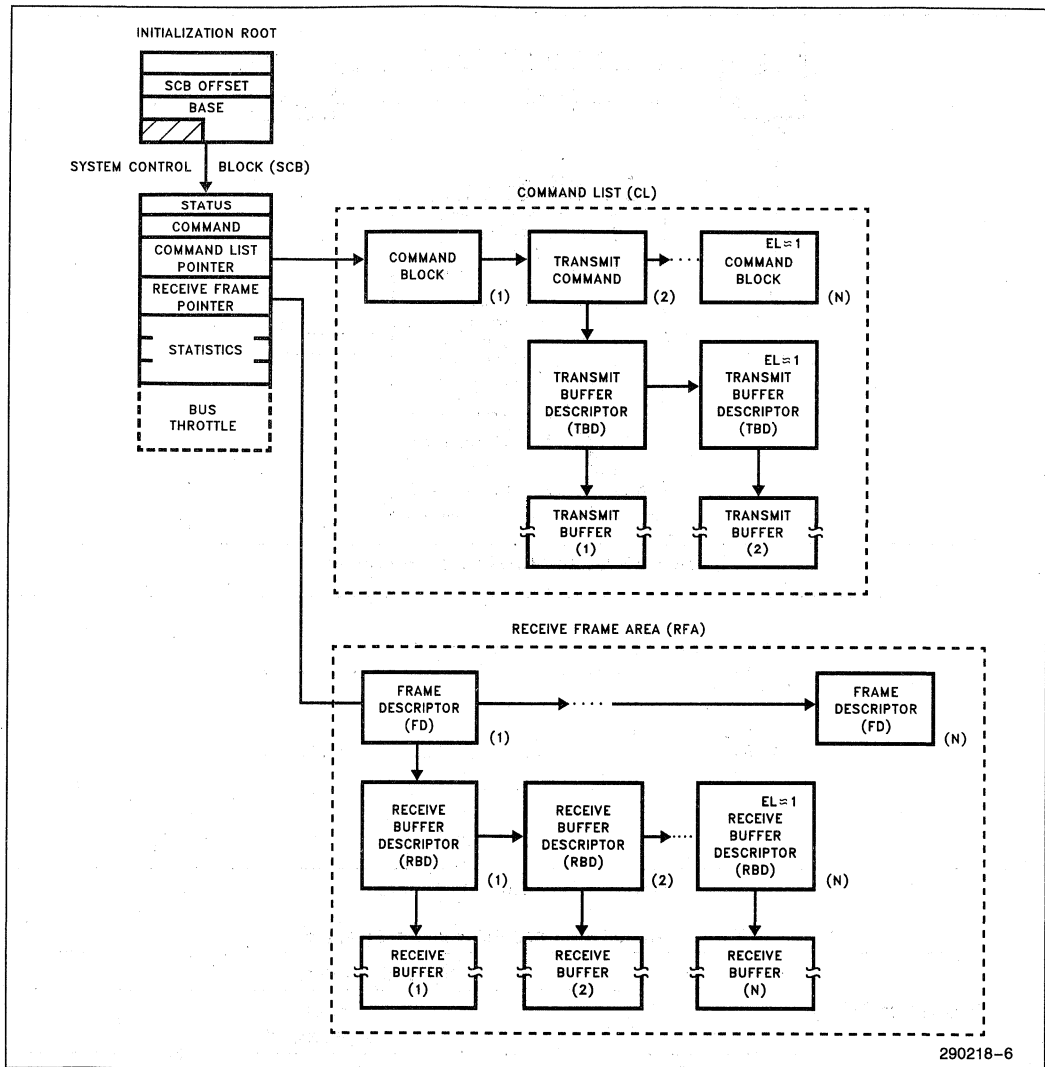 INITIALIZATION ROOT
SCB OFFSET
BASE
SYSTEM CONTROL BLOCK (SCB)
STATUS
COMMAND
COMMAND LIST
POINTER
RECEIVE FRAME
POINTER
STATISTICS
BUS
THROTTLE
COMMAND LIST (CL)
COMMAND
BLOCK
(1)
TRANSMIT
COMMAND
(2)
EL=1
COMMAND
BLOCK
(N)
TRANSMIT
BUFFER
DESCRIPTOR
(TBD)
EL=1
TRANSMIT
BUFFER
DESCRIPTOR
(TBD)
TRANSMIT
BUFFER
(1)
TRANSMIT
BUFFER
(2)
RECEIVE FRAME AREA (RFA)
FRAME
DESCRIPTOR
(FD)
(1)
FRAME
DESCRIPTOR
(FD)
(N)
RECEIVE
BUFFER
DESCRIPTOR
(RBD)
(1)
RECEIVE
BUFFER
DESCRIPTOR
(RBD)
(2)
EL=1
RECEIVE
BUFFER
DESCRIPTOR
(RBD)
(N)
RECEIVE
BUFFER
(1)
RECEIVE
BUFFER
(2)
RECEIVE
BUFFER
(N)
290218-6